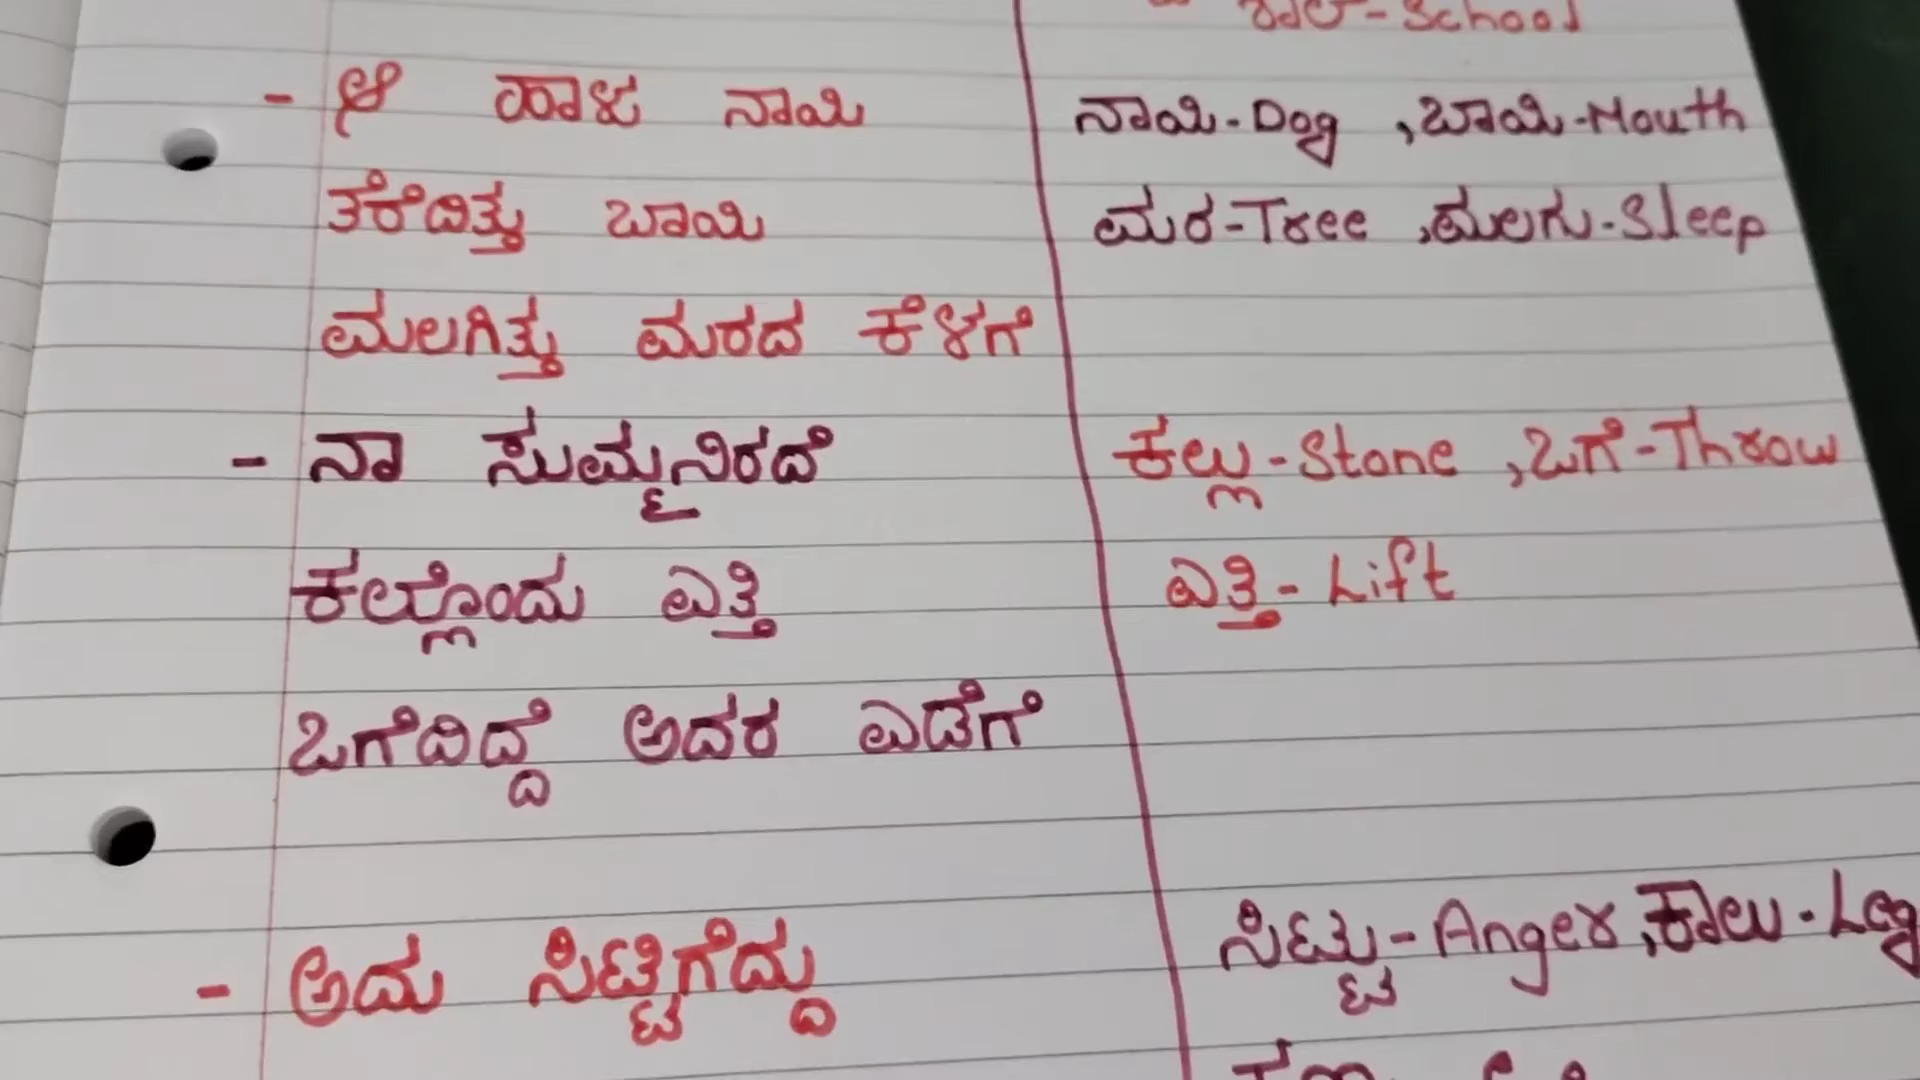 ಶಾಲೆ-School
- ಆ ಹಾಳು ನಾಯಿ
ನಾಯಿ-Dog ,ಬಾಯಿ-Mouth
ತೆರೆದಿತ್ತು ಬಾಯಿ
ಮರ-Tree ,ಮಲಗು-Sleep
ಮಲಗಿತ್ತು ಮರದ ಕೆಳಗೆ
- ನಾ ಸುಮ್ಮನಿರದೆ
ಕಲ್ಲು-Stone ,ಒಗೆ-Throw
ಕಲ್ಲೊಂದು ಎತ್ತಿ
ಎತ್ತಿ-Lift
ಒಗೆದಿದ್ದೆ ಅದರ ಎಡೆಗೆ
ಸಿಟ್ಟು-Anger,ಕಾಲು-Leg
- ಅದು ಸಿಟ್ಟಿಗೆದ್ದು